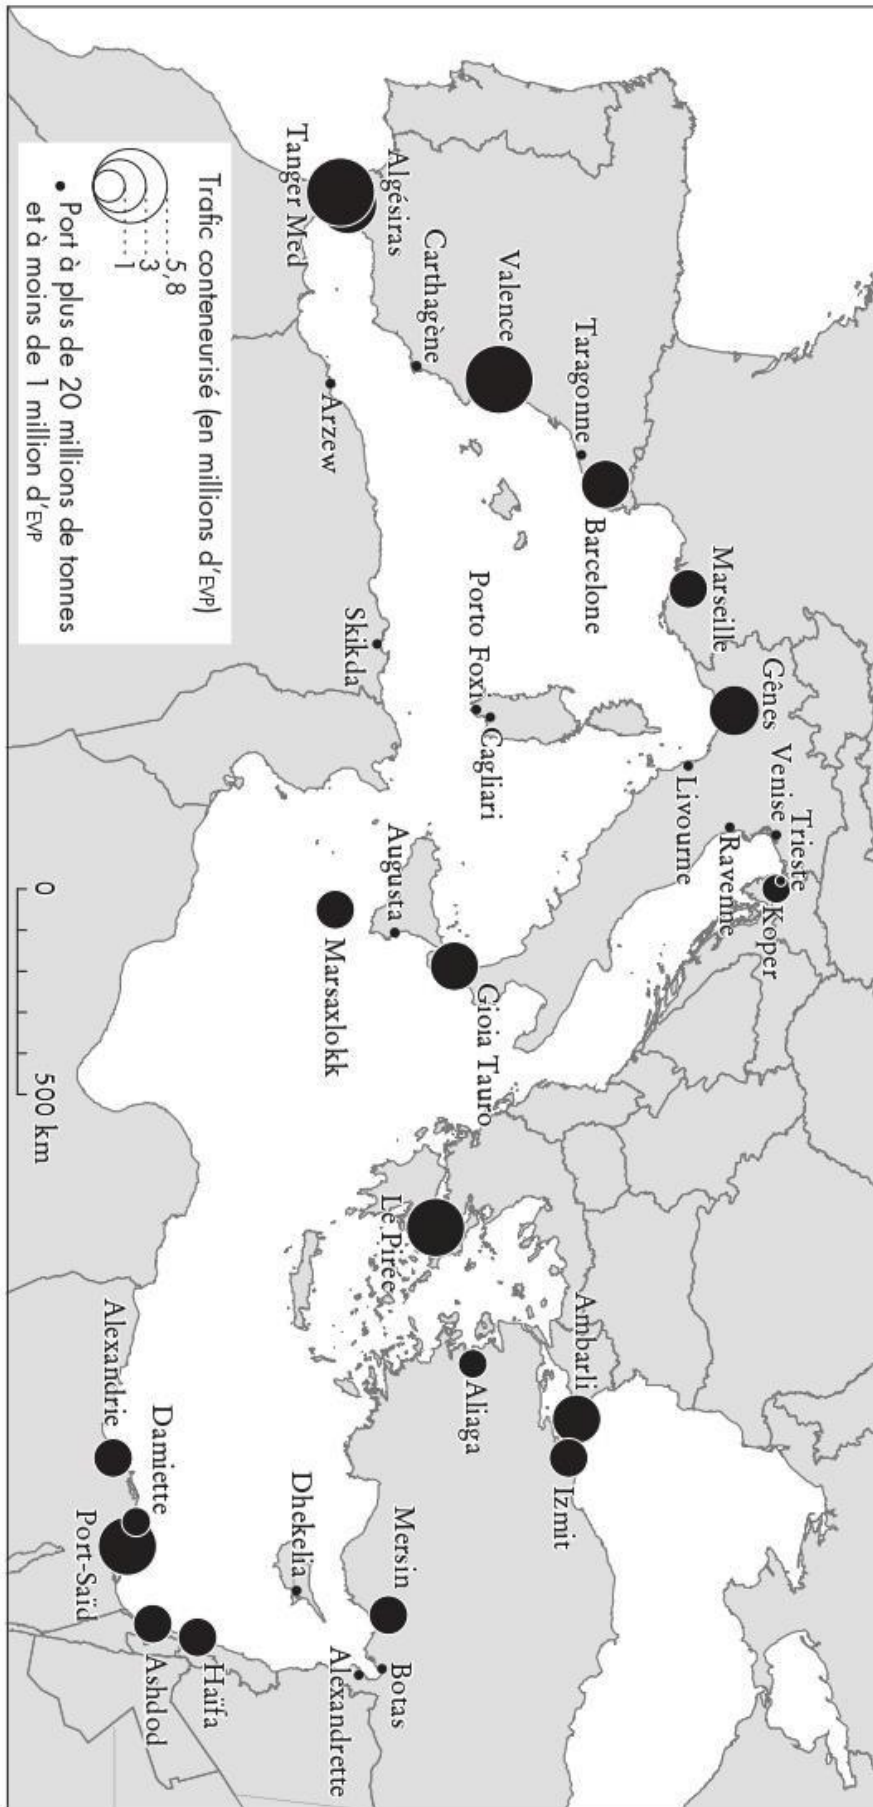 Marseille
Gênes
Venise
Trieste
Koper
Ravenne
Livourne
Barcelone
Taragonne
Valence
Carthagène
Algésiras
Tanger Med
Arzew
Skikda
Porto Foxi
Cagliari
Augusta
Gioia Tauro
Marsaxlokk
Le Pirée
Ambarli
Izmit
Aliaga
Mersin
Botas
Alexandrette
Dhekelia
Haïfa
Ashdod
Damiette
Port-Saïd
Alexandrie
Trafic conteneurisé (en millions d'EVP)
5,8
3
1
Port à plus de 20 millions de tonnes
et à moins de 1 million d'EVP
0 500 km